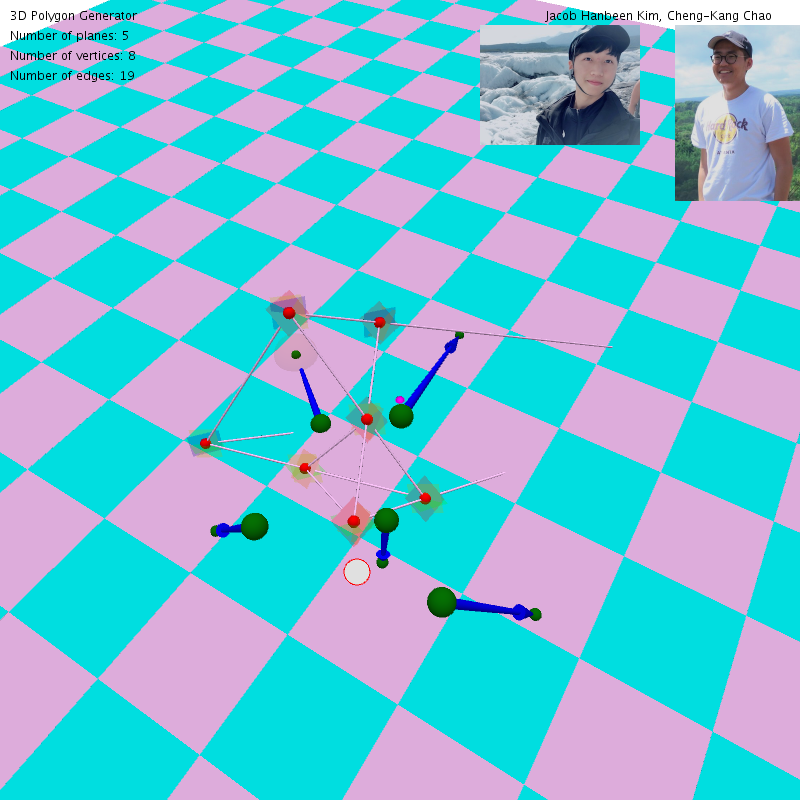 3D Polygon Generator
Jacob Hanbeen Kim, Cheng-Kang Chao
Number of planes: 5
Number of vertices: 8
Number of edges: 19